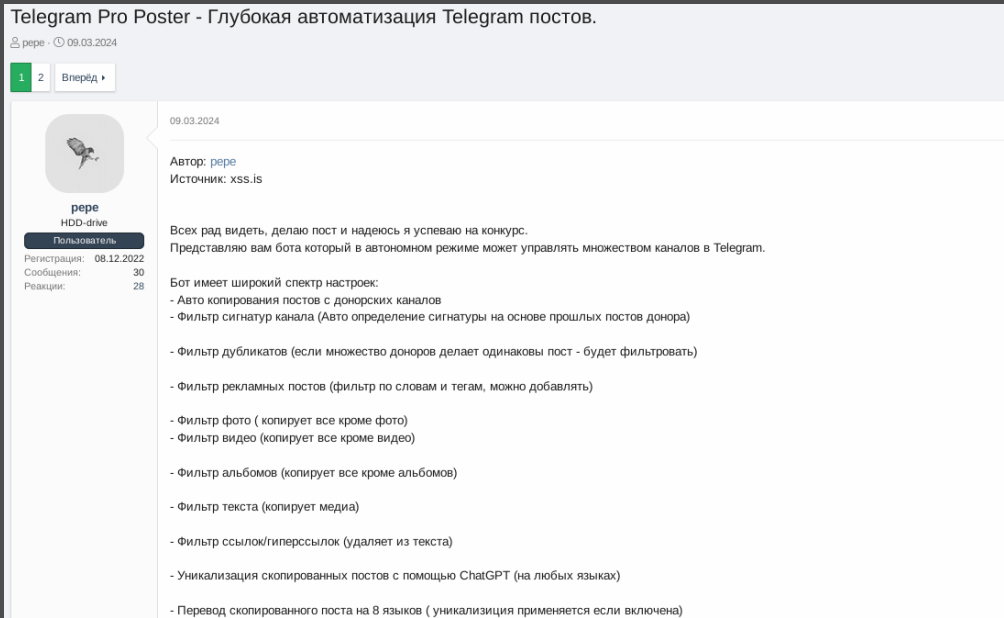 Telegram Pro Poster - Глубокая автоматизация Telegram постов.
pepe · 09.03.2024
1 2 Вперёд
09.03.2024
pepe
HDD-drive
Пользователь
Регистрация: 08.12.2022
Сообщения: 30
Реакции: 28
Автор: pepe
Источник: xss.is
Всех рад видеть, делаю пост и надеюсь я успеваю на конкурс.
Представляю вам бота который в автономном режиме может управлять множеством каналов в Telegram.
Бот имеет широкий спектр настроек:
- Авто копирования постов с донорских каналов
- Фильтр сигнатур канала (Авто определение сигнатуры на основе прошлых постов донора)
- Фильтр дубликатов (если множество доноров делает одинаковы пост - будет фильтровать)
- Фильтр рекламных постов (фильтр по словам и тегам, можно добавлять)
- Фильтр фото ( копирует все кроме фото)
- Фильтр видео (копирует все кроме видео)
- Фильтр альбомов (копирует все кроме альбомов)
- Фильтр текста (копирует медиа)
- Фильтр ссылок/гиперссылок (удаляет из текста)
- Уникализация скопированных постов с помощью ChatGPT (на любых языках)
- Перевод скопированного поста на 8 языков ( уникализиция применяется если включена)